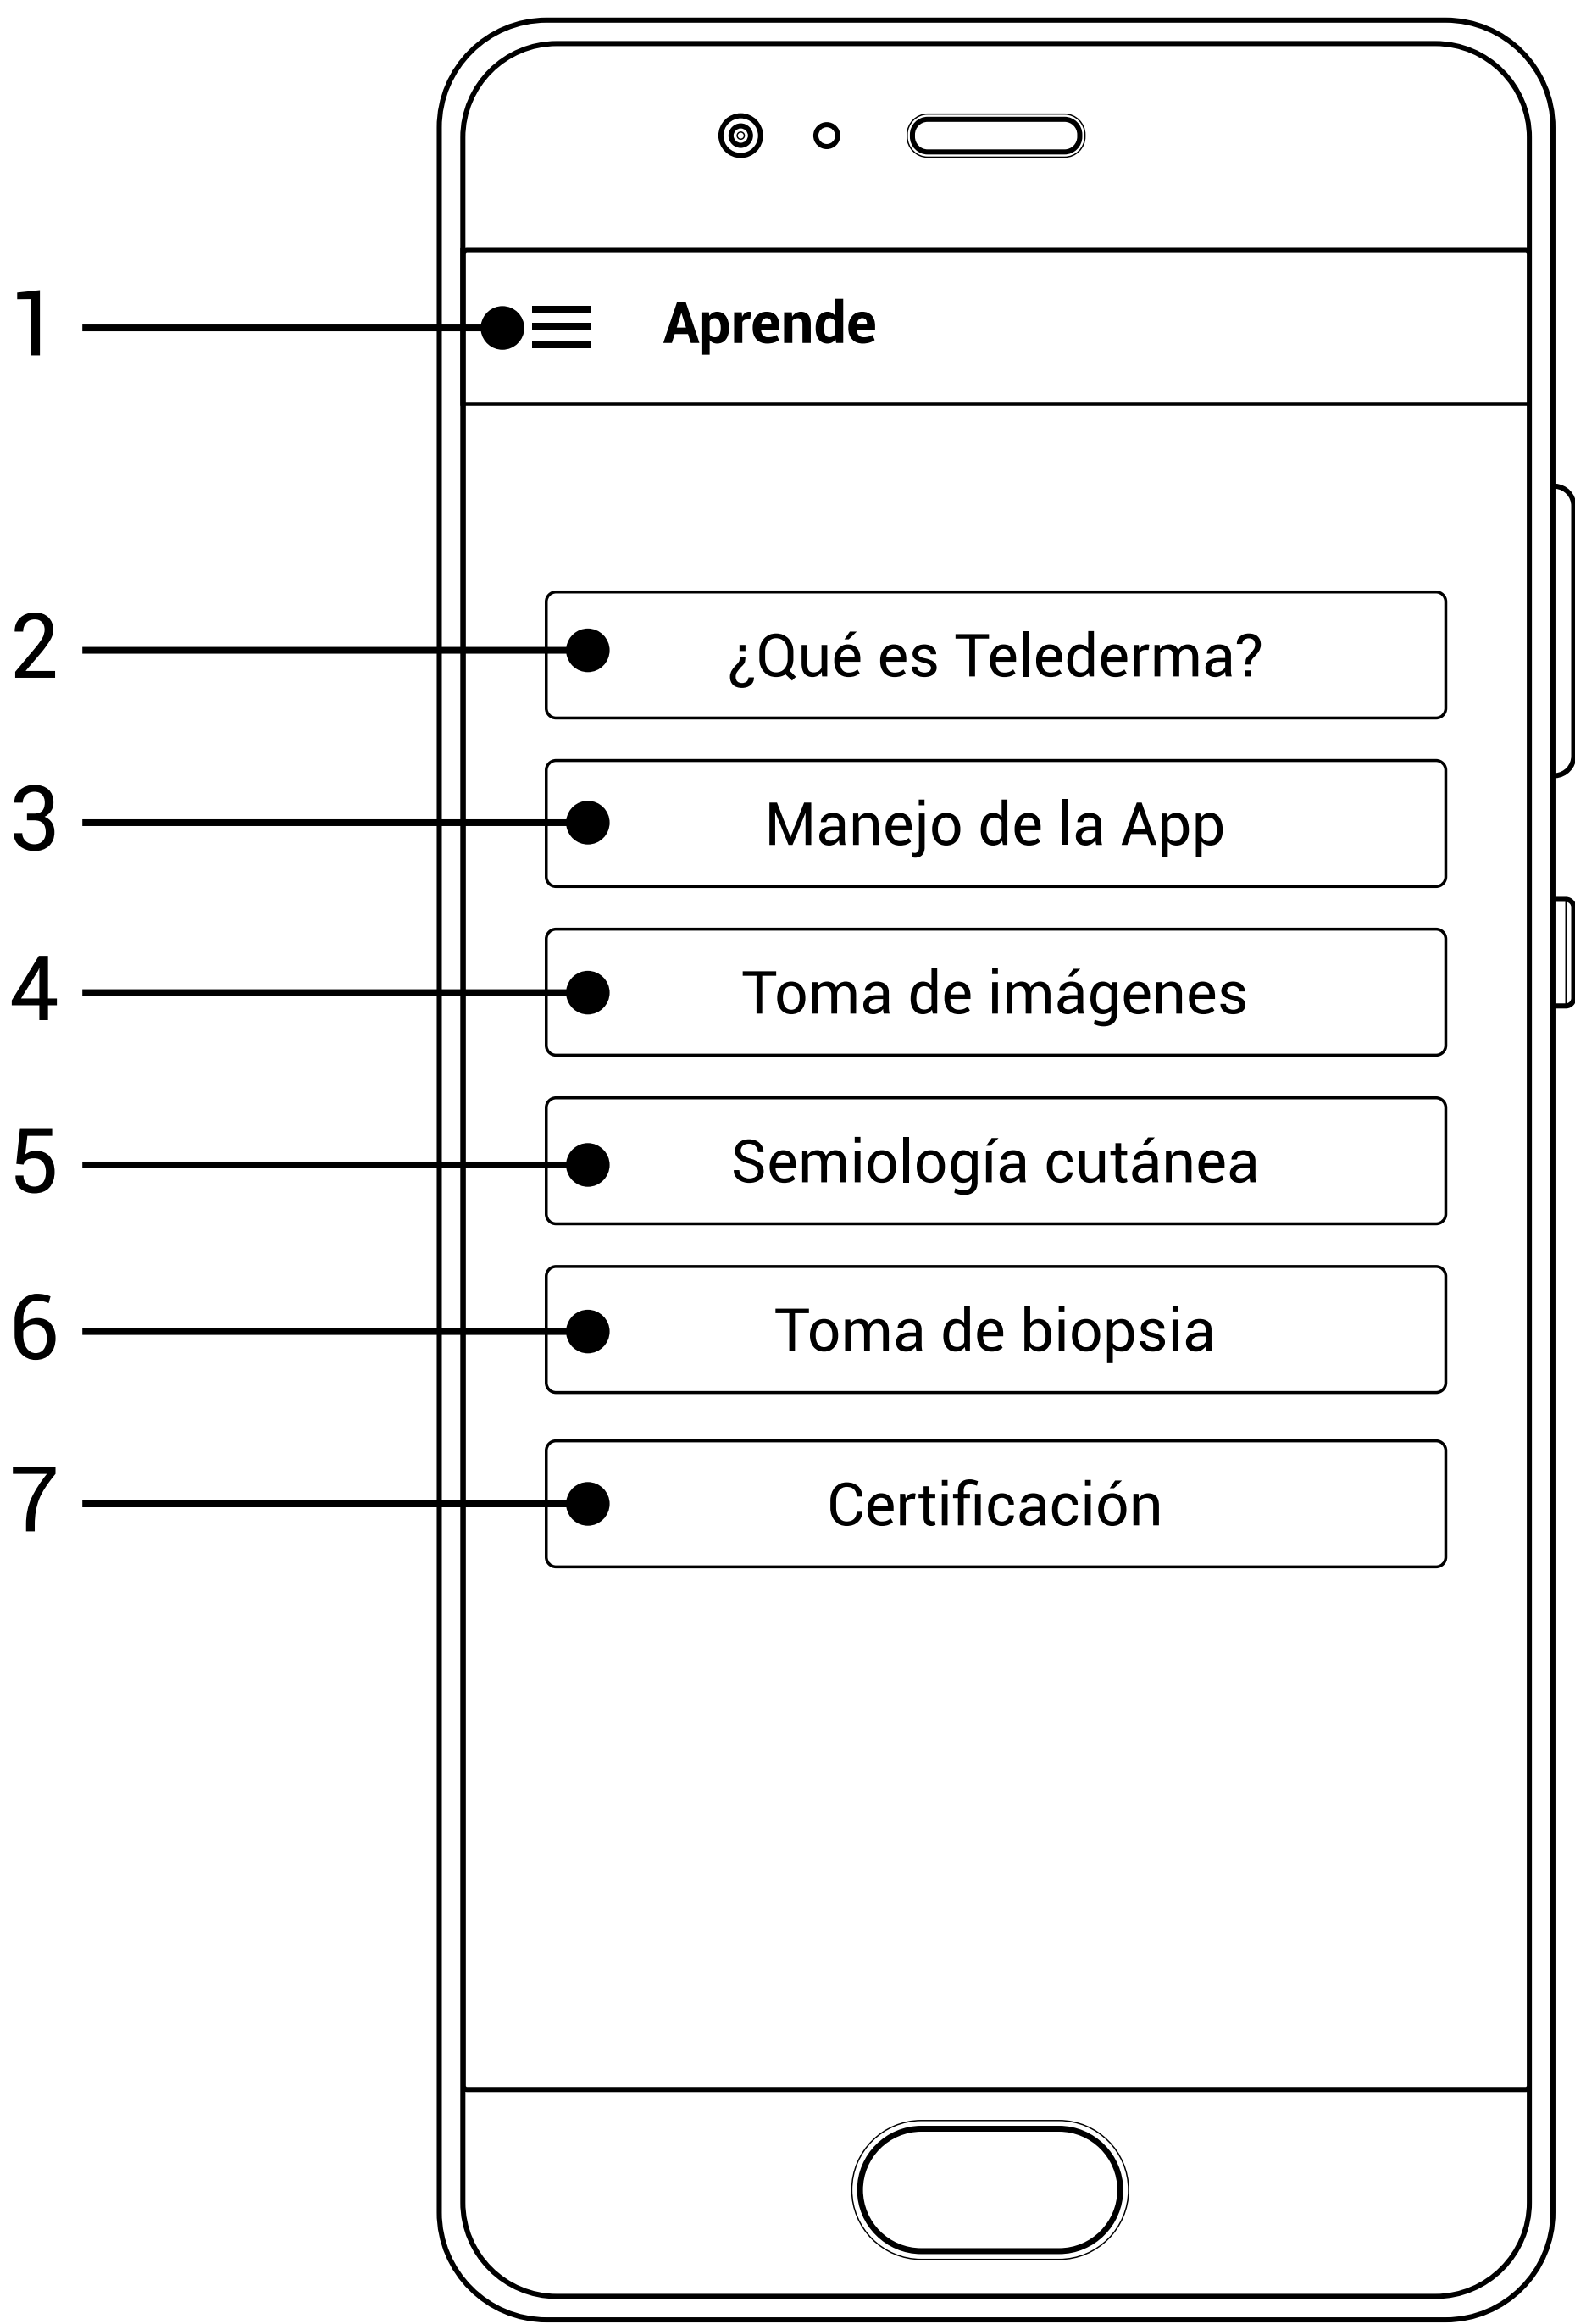 1 Aprende
2 ¿Qué es Telederma?
3 Manejo de la App
4 Toma de imágenes
5 Semiología cutánea
6 Toma de biopsia
7 Certificación